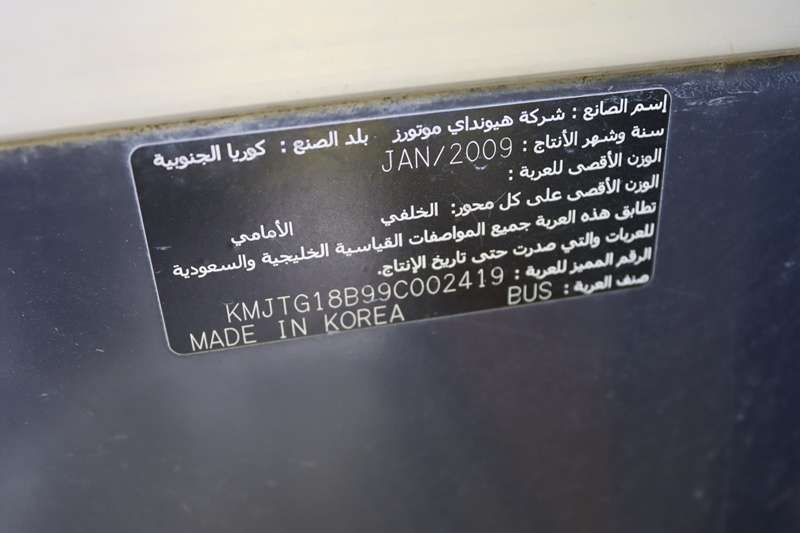 إسم الصانع : شركة هيونداي موتورز بلد الصنع : كوريا الجنوبية
سنة وشهر الأنتاج : JAN/2009
الوزن الأقصى للعربة :
الوزن الأقصى على كل محور: الخلفي الأمامي
تطابق هذه العربة جميع المواصفات القياسية الخليجية والسعودية
للعربات والتي صدرت حتى تاريخ الإنتاج.
الرقم المميز للعربة : KMJTG18B99C002419
صنف العربة : BUS
MADE IN KOREA